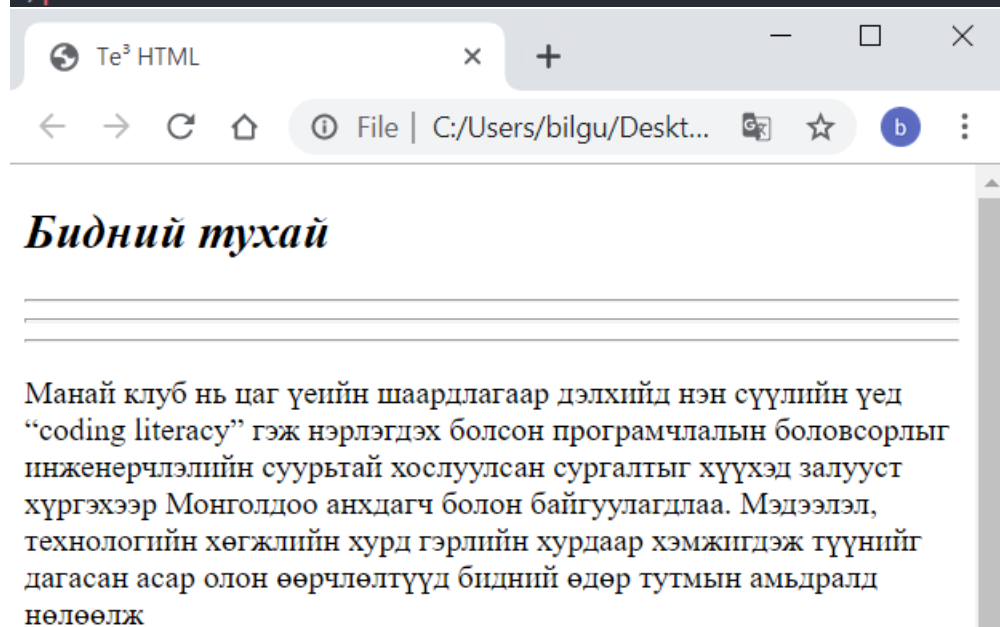 Te³ HTML
File | C:/Users/bilgu/Deskt...
b
Бидний тухай
Манай клуб нь цаг үеийн шаардлагаар дэлхийд нэн сүүлийн үед
“coding literacy” гэж нэрлэгдэх болсон програмчлалын боловсорлыг
инженерчлэлийн суурьтай хослуулсан сургалтыг хүүхэд залууст
хүргэхээр Монголдоо анхдагч болон байгуулагдлаа. Мэдээлэл,
технологийн хөгжлийн хурд гэрлийн хурдаар хэмжигдэж түүнийг
дагасан асар олон өөрчлөлтүүд бидний өдөр тутмын амьдралд
нөлөөлж